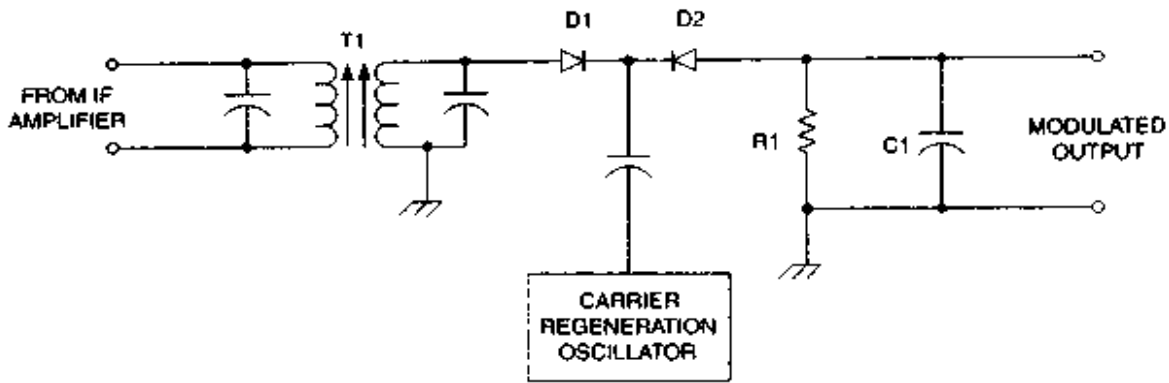 D1
D2
T1
FROM IF
AMPLIFIER
R1
C1
MODULATED
OUTPUT
CARRIER
REGENERATION
OSCILLATOR